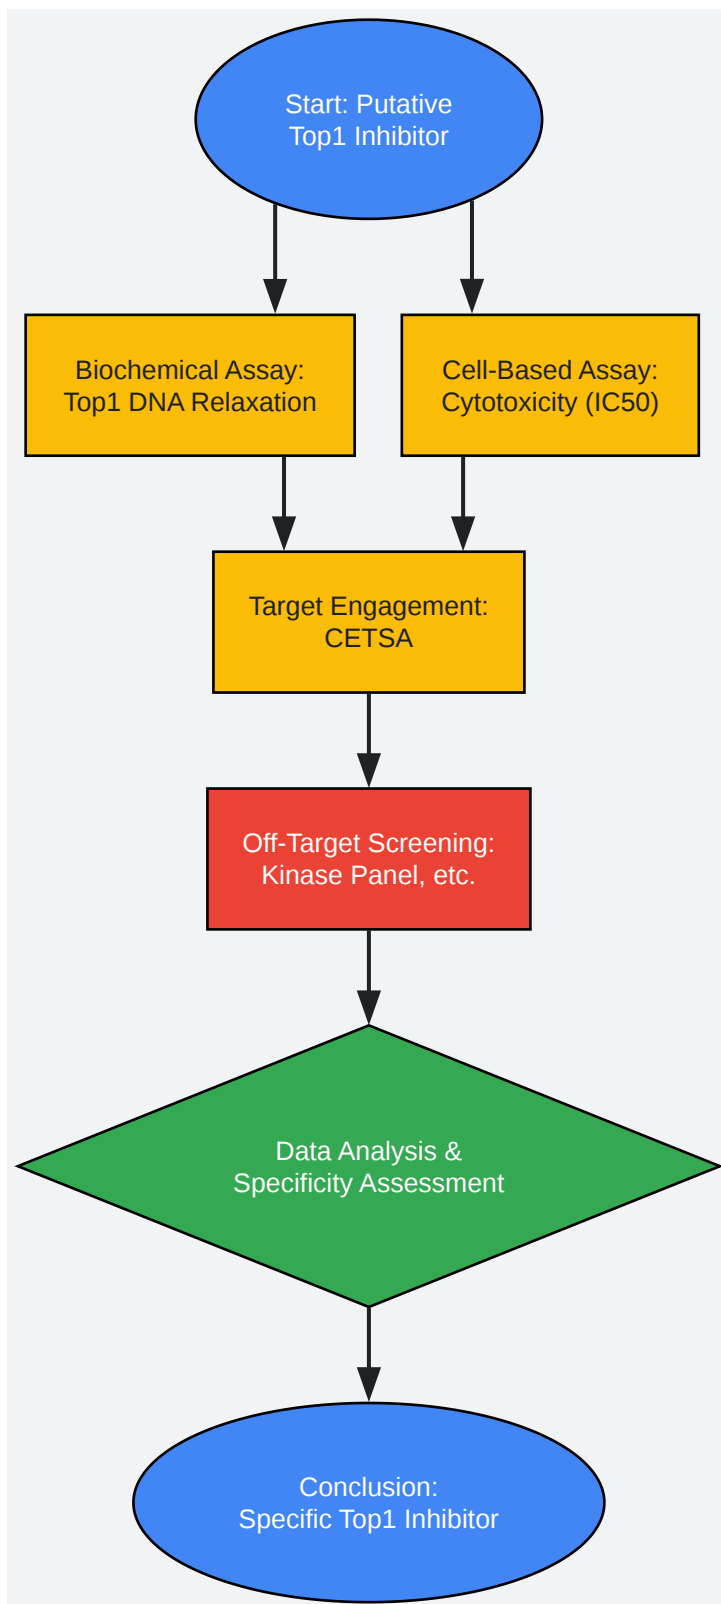 Start: Putative
Top1 Inhibitor
Biochemical Assay:
Top1 DNA Relaxation
Cell-Based Assay:
Cytotoxicity (IC50)
Target Engagement:
CETSA
Off-Target Screening:
Kinase Panel, etc.
Data Analysis &
Specificity Assessment
Conclusion:
Specific Top1 Inhibitor